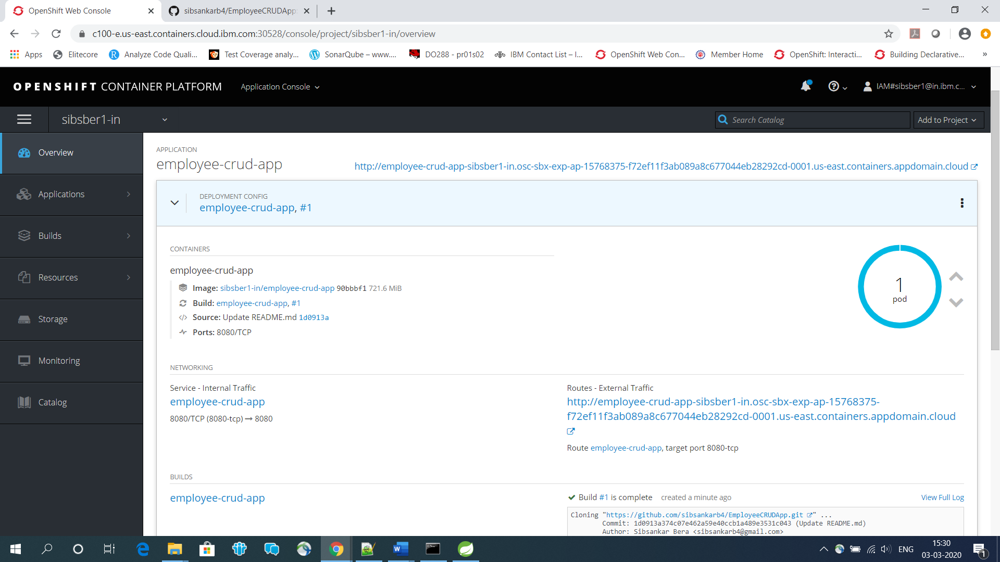 OpenShift Web Console
sibsankarb4/EmployeeCRUDApp:
c100-e.us-east.containers.cloud.ibm.com:30528/console/project/sibsber1-in/overview
Apps
Elitecore
Analyze Code Quali...
Test Coverage analy...
SonarQube – www....
DO288 - pr01s02
IBM Contact List – I...
OpenShift Web Con...
Member Home
OpenShift: Interacti...
Building Declarative...
»
OPENSHIFT CONTAINER PLATFORM
Application Console
IAM#sibsber1@in.ibm.c...
sibsber1-in
Search Catalog
Add to Project
Overview
Applications
Builds
Resources
Storage
Monitoring
Catalog
APPLICATION
employee-crud-app
http://employee-crud-app-sibsber1-in.osc-sbx-exp-ap-15768375-f72ef11f3ab089a8c677044eb28292cd-0001.us-east.containers.appdomain.cloud
DEPLOYMENT CONFIG
employee-crud-app, #1
CONTAINERS
employee-crud-app
Image: sibsber1-in/employee-crud-app 90bbbf1 721.6 MiB
Build: employee-crud-app, #1
Source: Update README.md 1d0913a
Ports: 8080/TCP
1
pod
NETWORKING
Service - Internal Traffic
employee-crud-app
8080/TCP (8080-tcp) → 8080
Routes - External Traffic
http://employee-crud-app-sibsber1-in.osc-sbx-exp-ap-15768375-
f72ef11f3ab089a8c677044eb28292cd-0001.us-east.containers.appdomain.cloud
Route employee-crud-app, target port 8080-tcp
BUILDS
employee-crud-app
Build #1 is complete created a minute ago
View Full Log
Cloning "https://github.com/sibsankarb4/EmployeeCRUDApp.git" ...
Commit: 1d0913a374c07e462a59e40ccb1a489e3531c043 (Update README.md)
Author: Sibsankar Bera <sibsankarb4@gmail.com>
ENG
15:30
03-03-2020
1